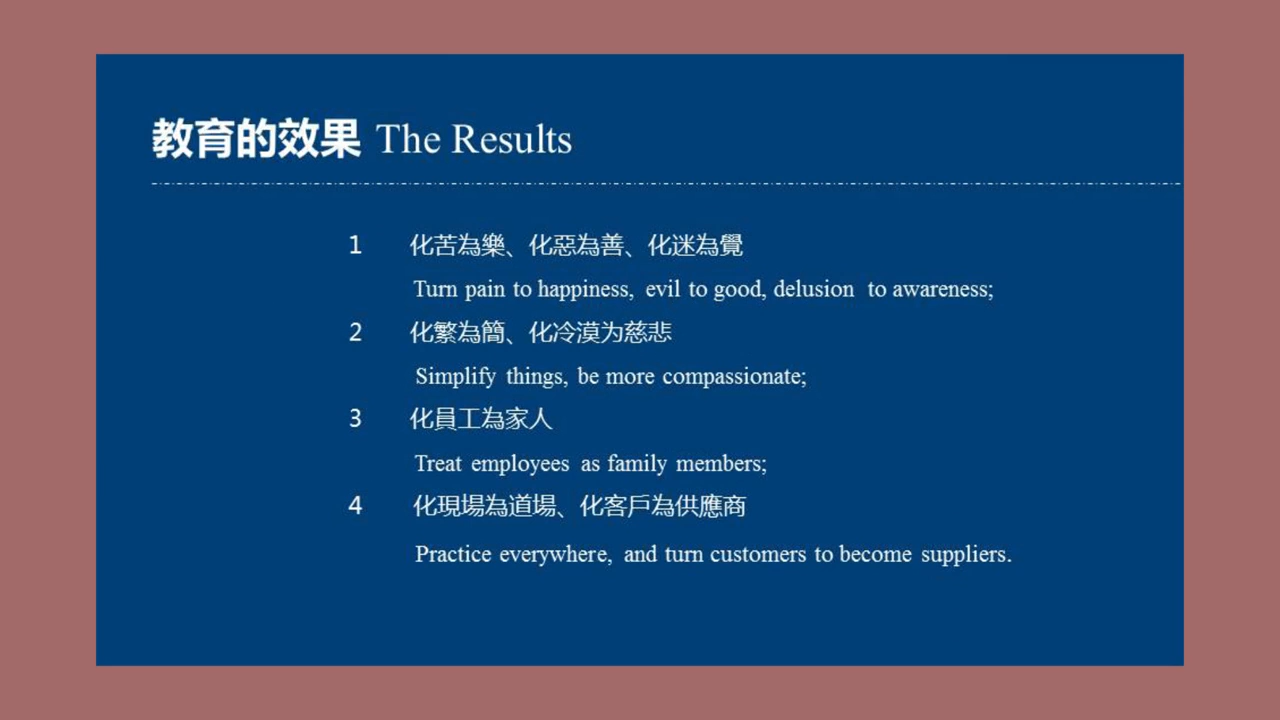 教育的效果 The Results
1 化苦為樂、化惡為善、化迷為覺
Turn pain to happiness, evil to good, delusion to awareness;
2 化繁為簡、化冷漠为慈悲
Simplify things, be more compassionate;
3 化員工為家人
Treat employees as family members;
4 化現場為道場、化客戶為供應商
Practice everywhere, and turn customers to become suppliers.